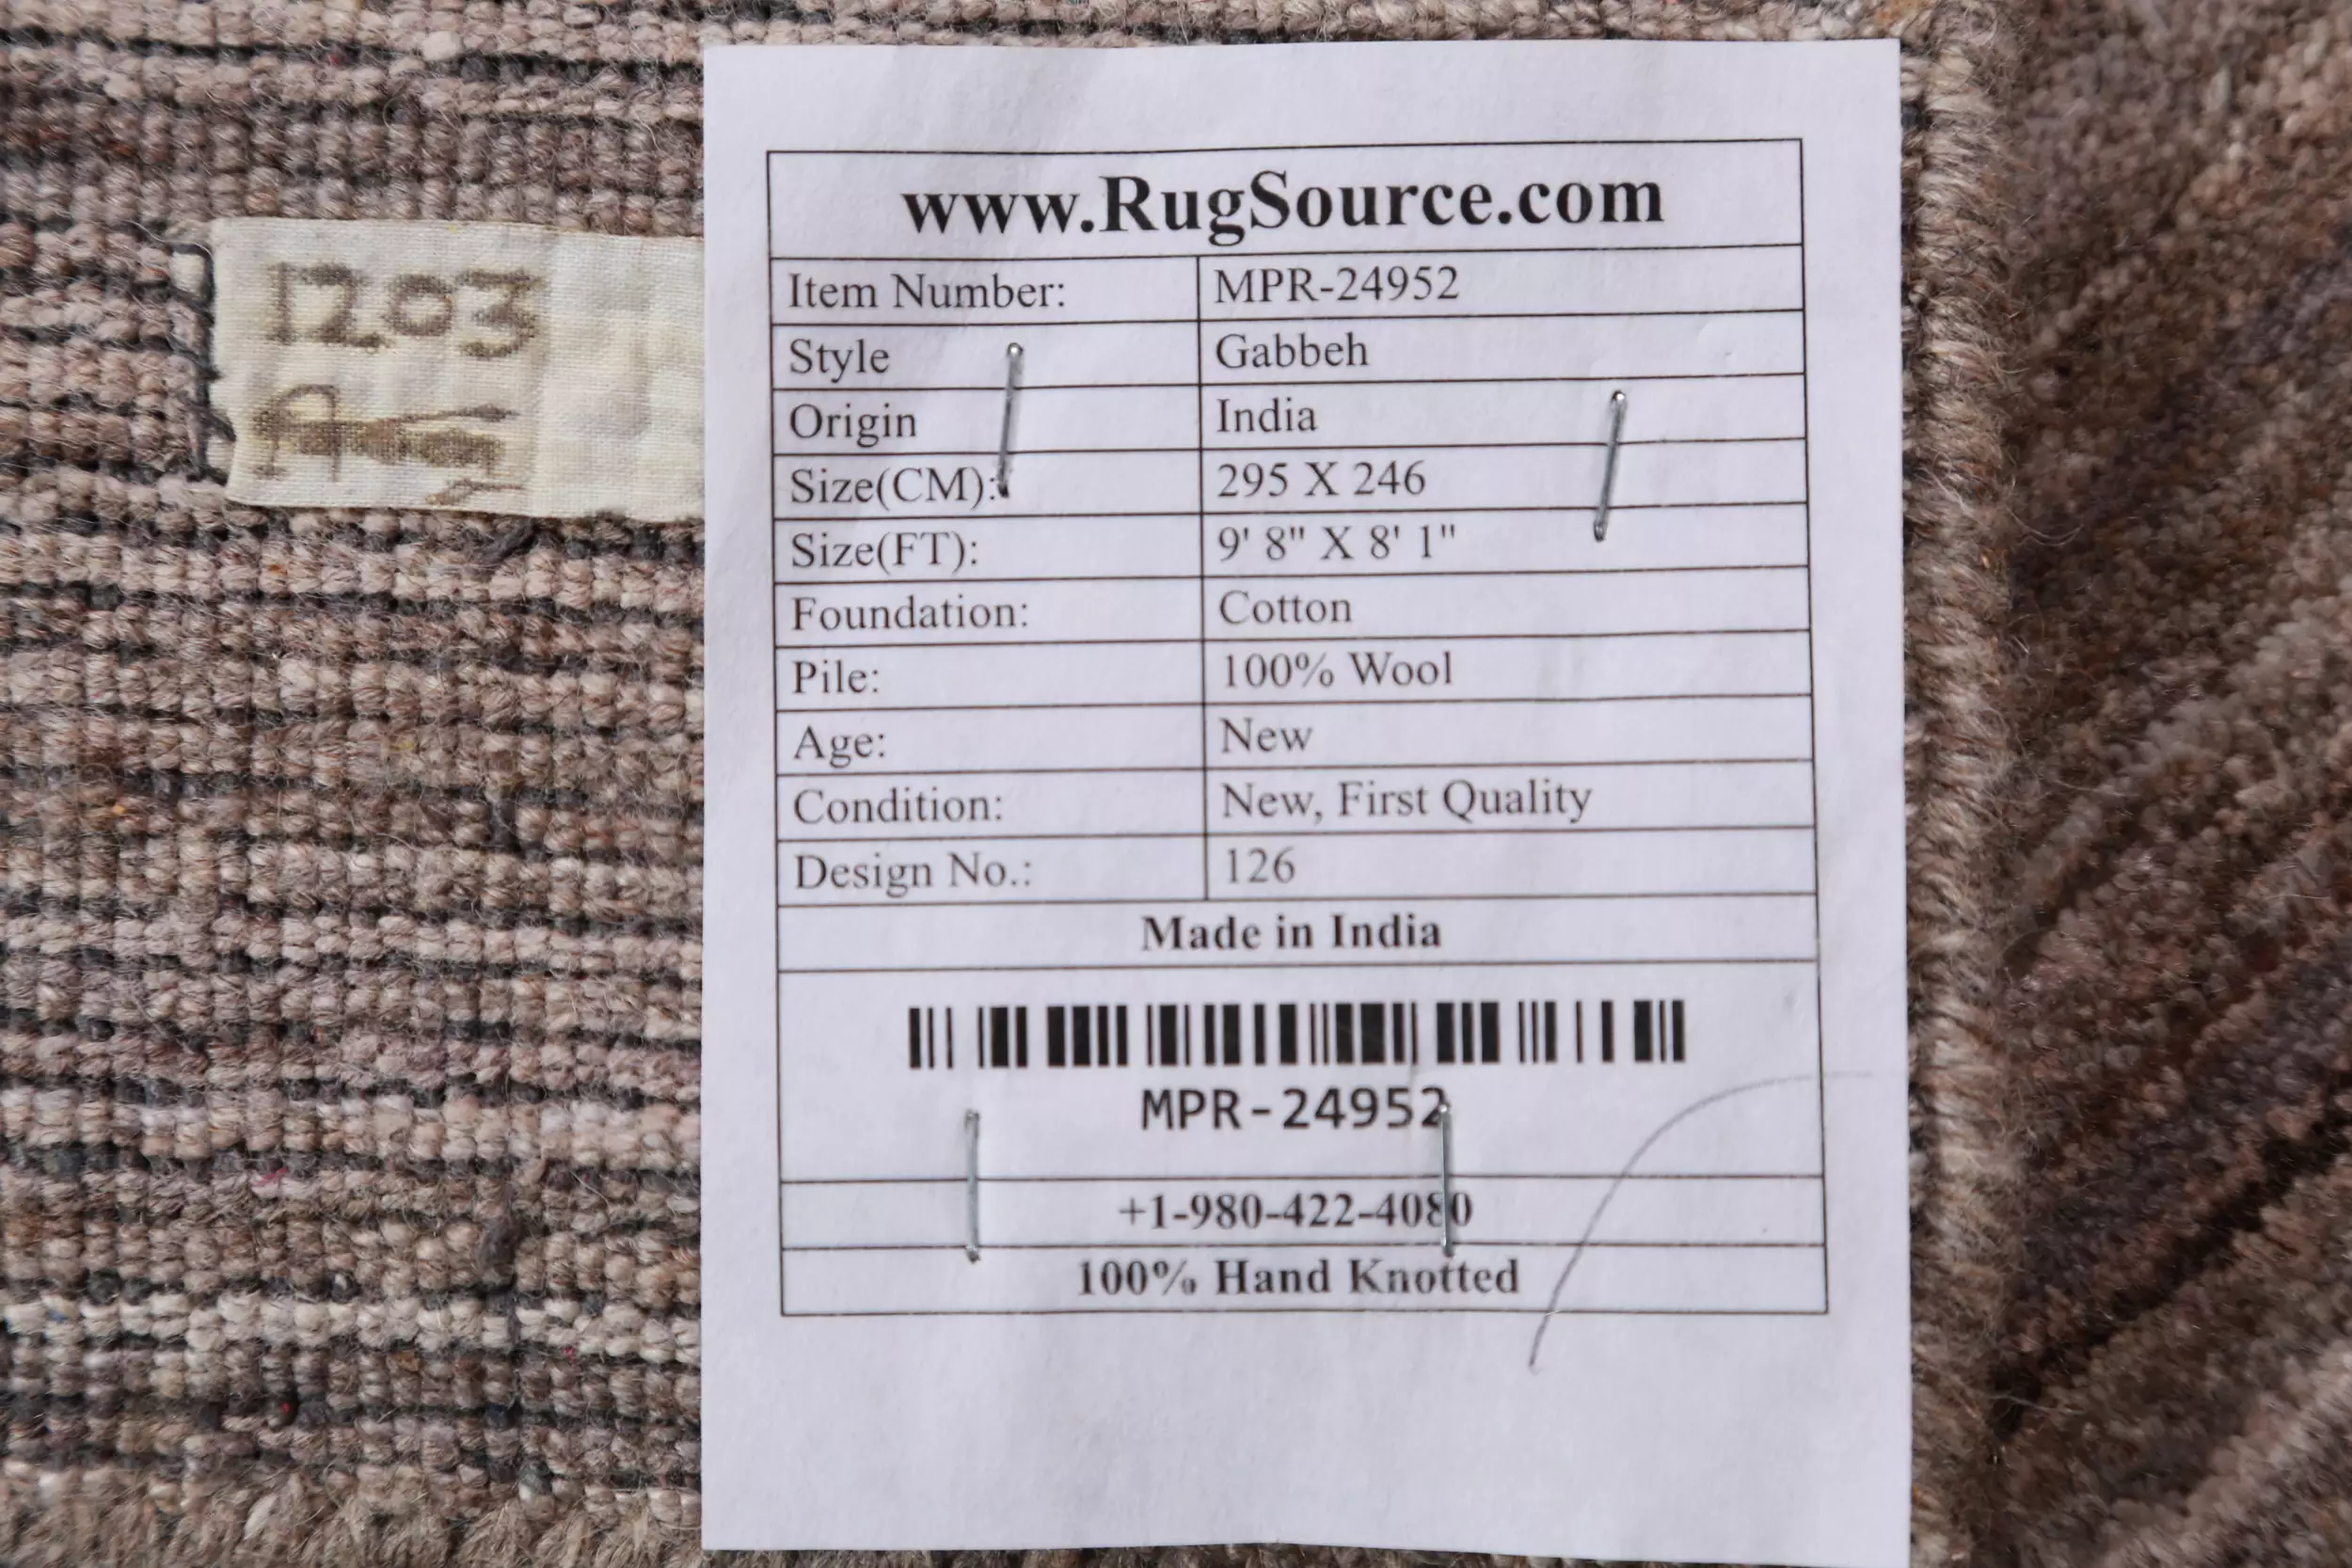 1203
www.RugSource.com
Item Number: MPR-24952
Style Gabbeh
Origin India
Size(CM): 295 X 246
Size(FT): 9' 8" X 8' 1"
Foundation: Cotton
Pile: 100% Wool
Age: New
Condition: New, First Quality
Design No.: 126
Made in India
MPR-24952
+1-980-422-4080
100% Hand Knotted